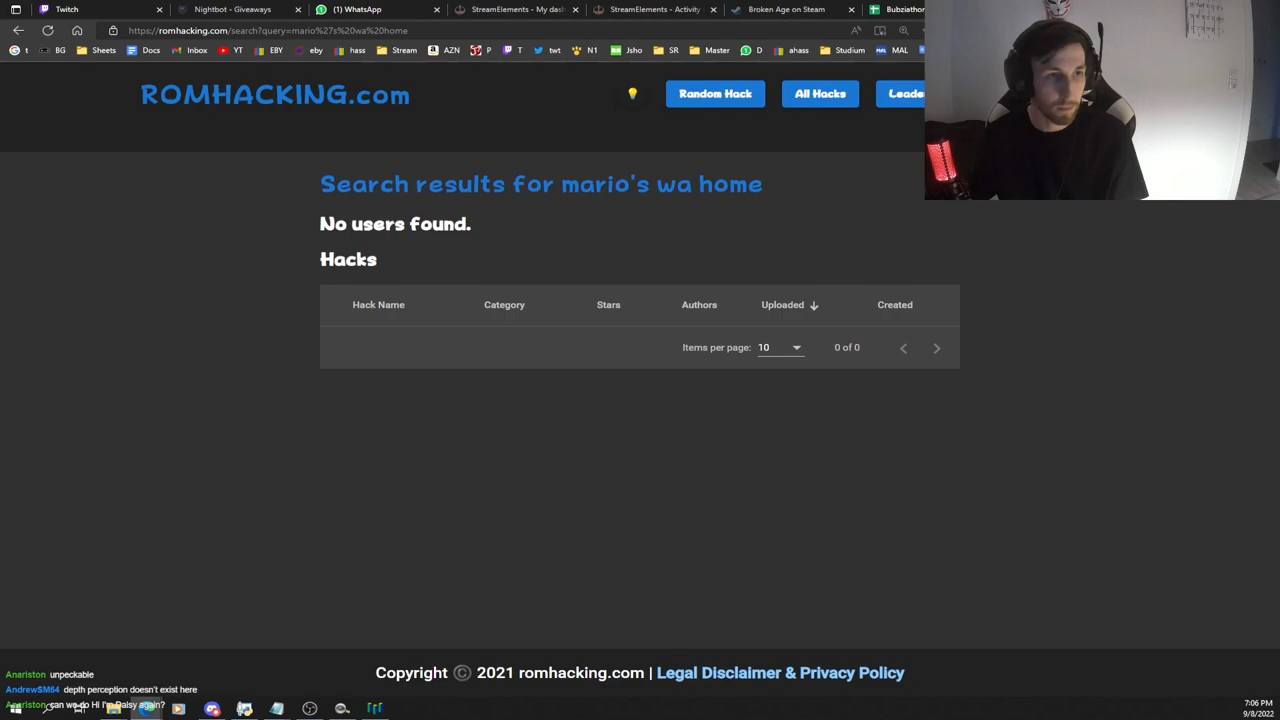 Twitch
Nightbot - Giveaways
(1) WhatsApp
StreamElements - My dash
StreamElements - Activity
Broken Age on Steam
Bubziathon
https://romhacking.com/search?query=mario%27s%20wa%20home
BG
Sheets
Docs
Inbox
YT
EBY
eby
hass
Stream
AZN
P
T
twt
N1
Jsho
SR
Master
D
ahass
Studium
MAL
MAL
ROMHACKING.com
Random Hack
All Hacks
Leade
Search results for mario's wa home
No users found.
Hacks
Hack Name Category Stars Authors Uploaded Created
Items per page: 10 0 of 0
Copyright © 2021 romhacking.com | Legal Disclaimer & Privacy Policy
Anariston unpeckable
AndrewSM64 depth perception doesn't exist here
Anariston can we do Hi I'm Daisy again?
7:06 PM
9/8/2022